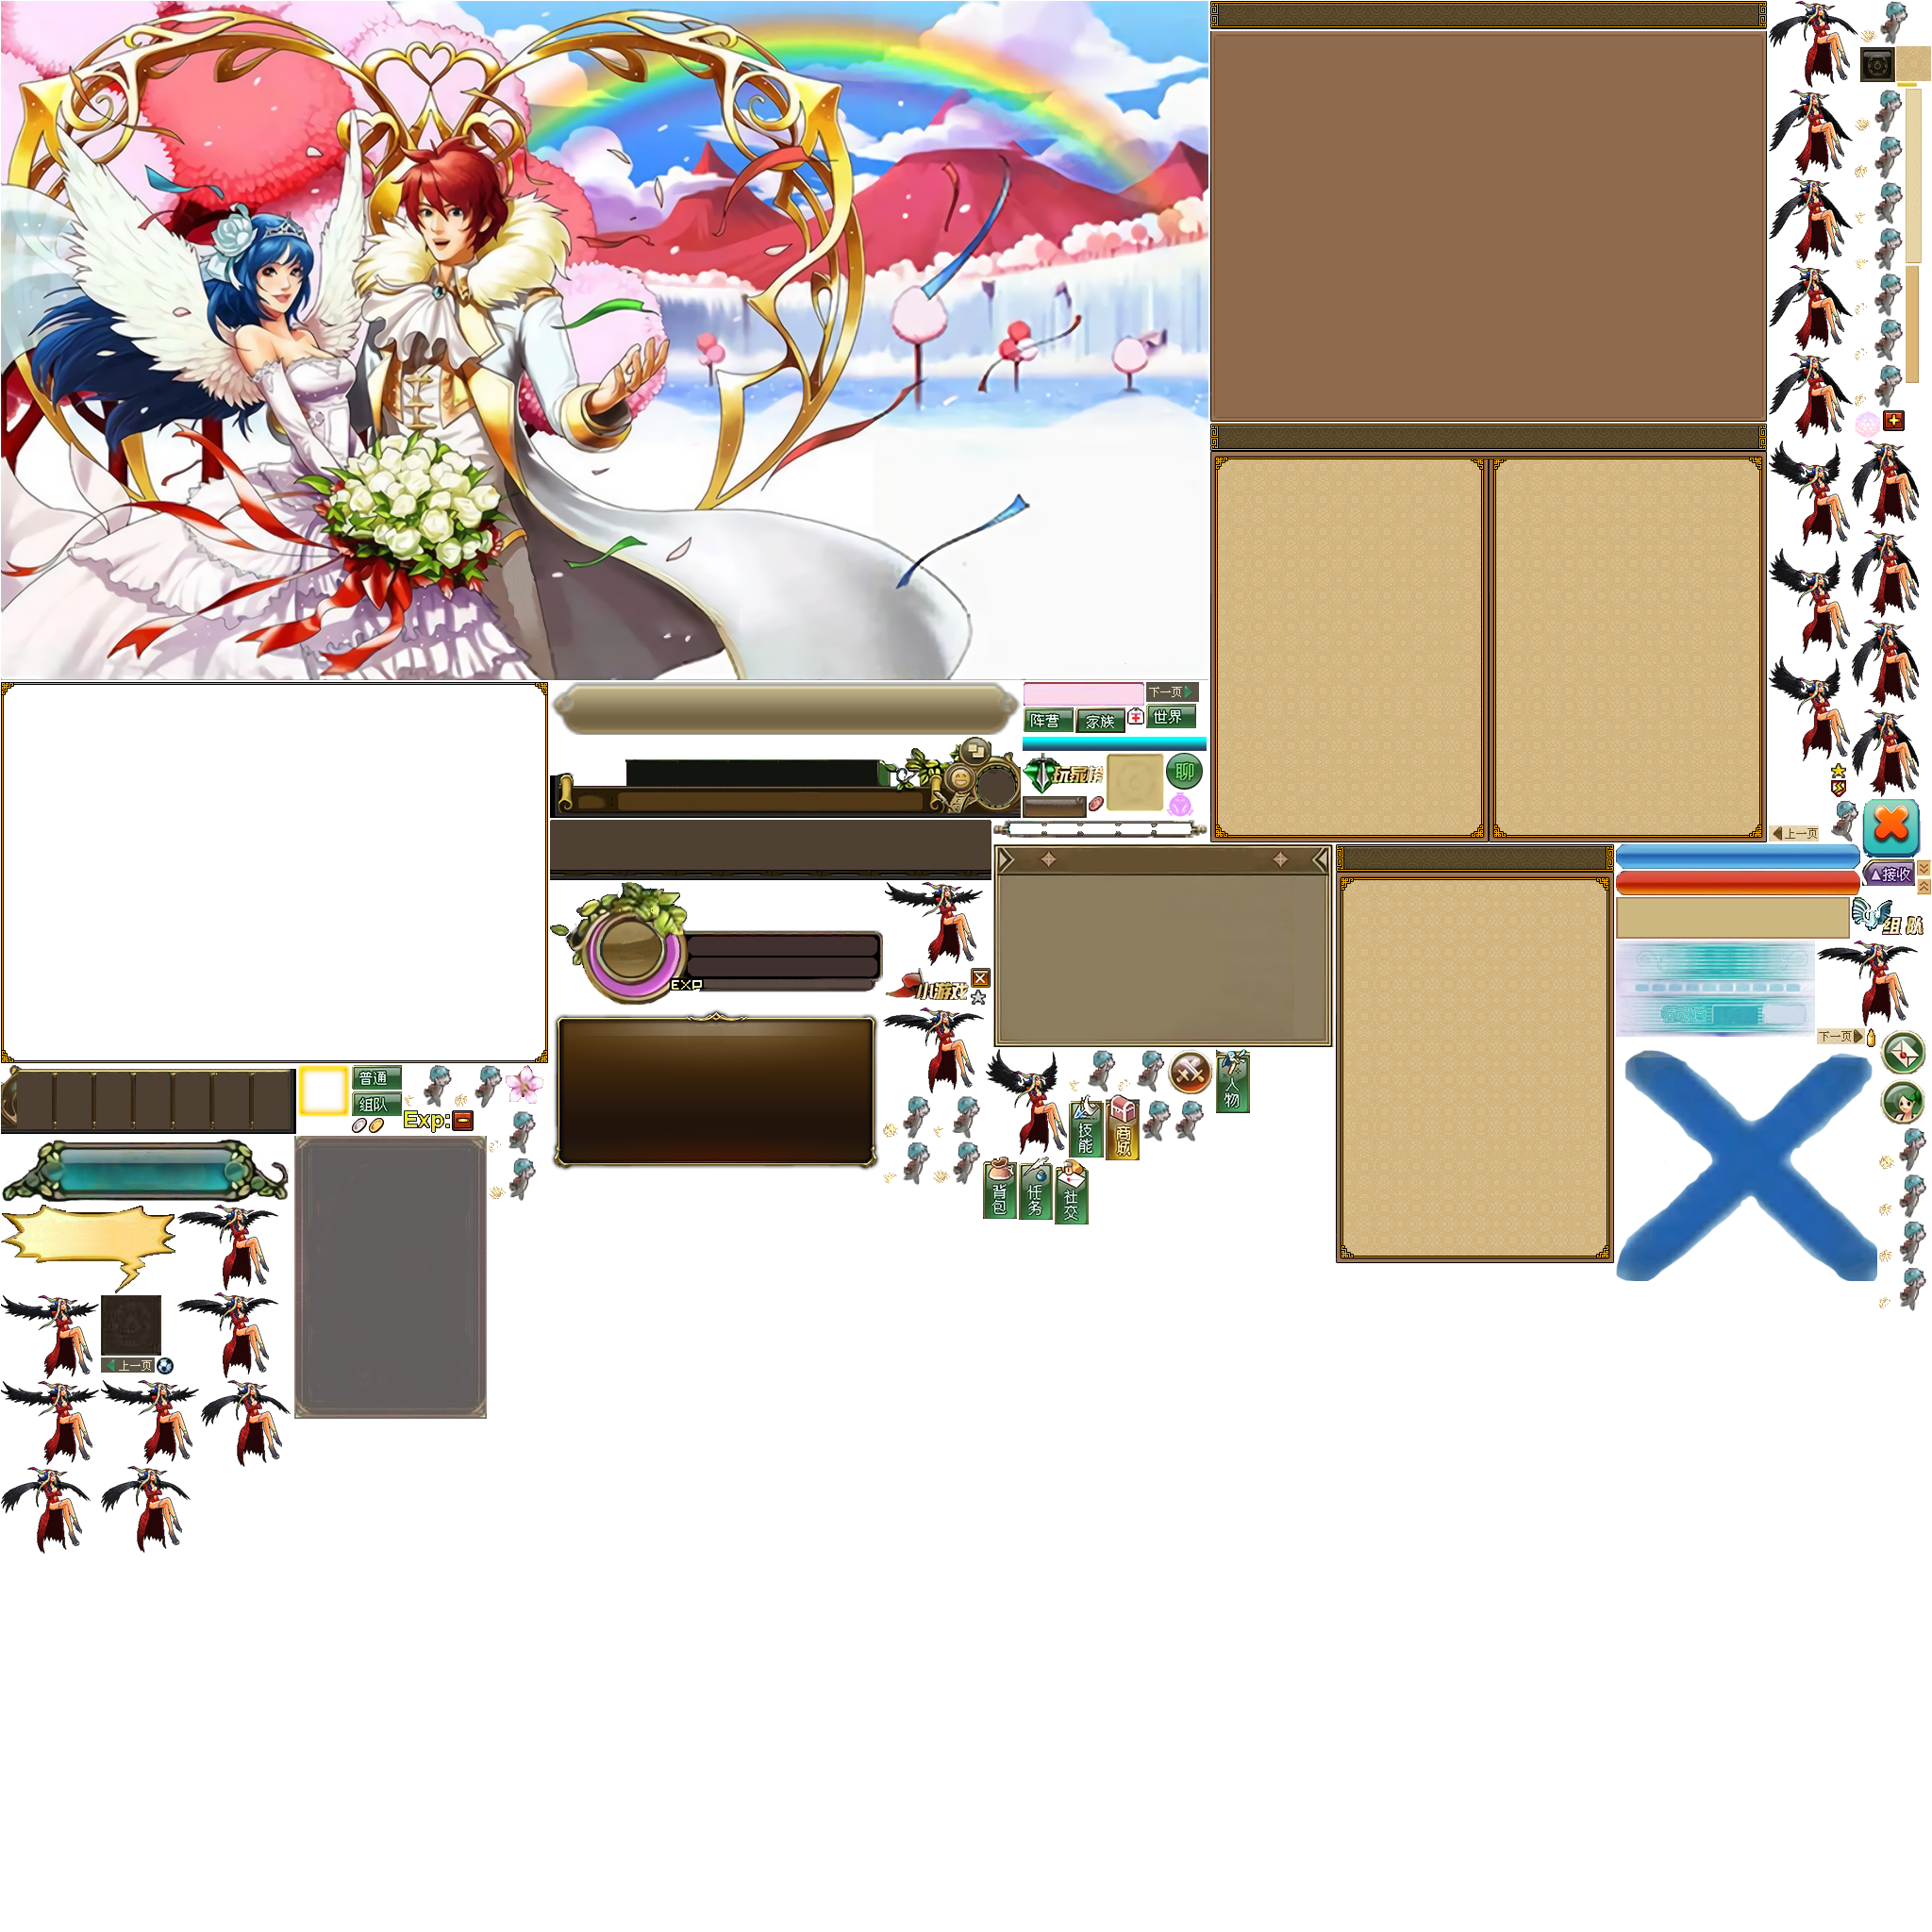 下一页
阵营
家族
世界
玩家榜
聊
上一页
接收
组队
EXP
小游戏
下一页
普通
组队
Exp:
人物
技能
商城
背包
任务
社交
上一页